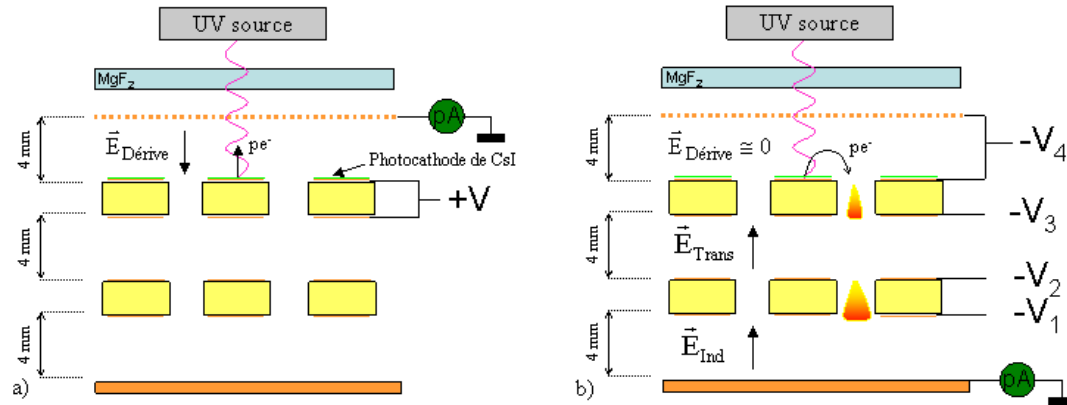 UV source
MgF2
pA
4 mm
E Dérive
pe-
Photocathode de CsI
+V
4 mm
4 mm
a)
UV source
MgF2
4 mm
E Dérive ≅ 0
pe-
-V4
-V3
4 mm
E Trans
-V2
-V1
4 mm
E Ind
pA
b)